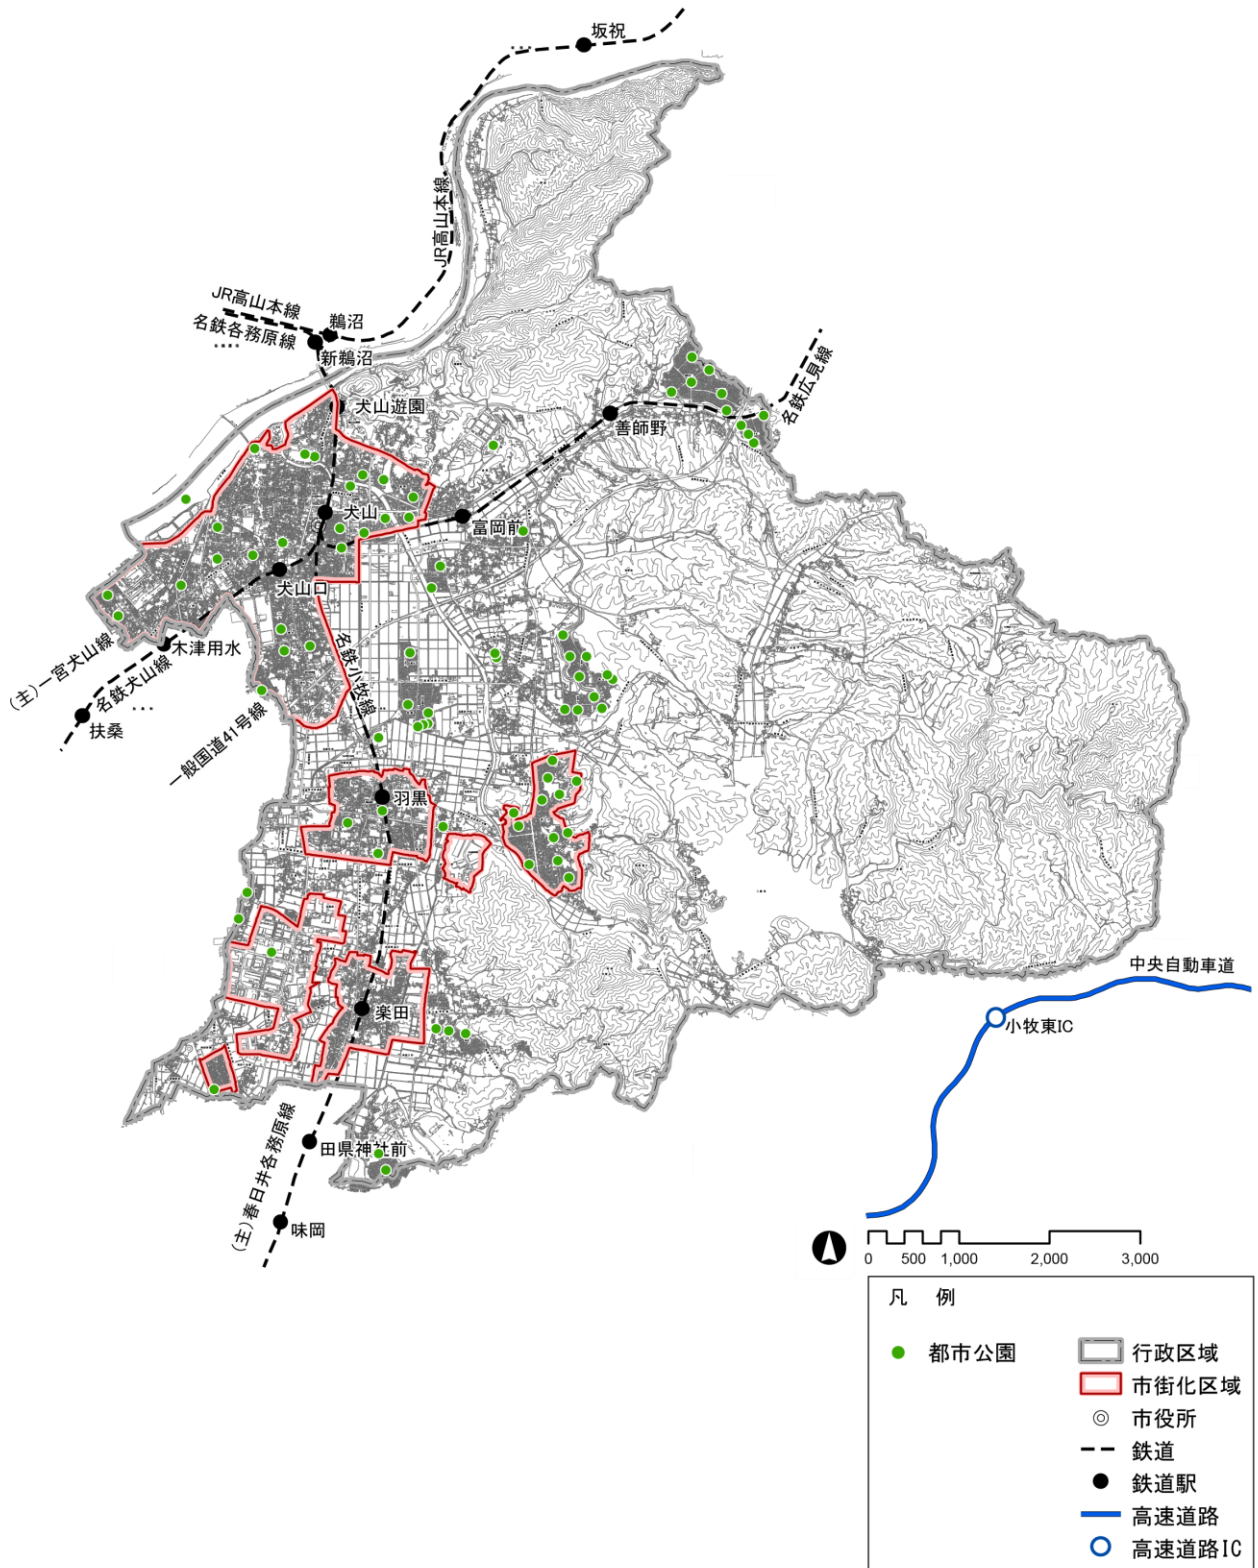 坂祝
JR高山本線
JR高山本線
鵜沼
名鉄各務原線
新鵜沼
犬山遊園
名鉄広見線
善師野
犬山
富岡前
犬山口
木津用水
名鉄小牧線
(主)一宮犬山線
名鉄犬山線
扶桑
一般国道41号線
羽黒
中央自動車道
楽田
小牧東IC
(主)春日井各務原線
田県神社前
味岡
0 500 1,000 2,000 3,000
凡 例
都市公園
行政区域
市街化区域
市役所
鉄道
鉄道駅
高速道路
高速道路IC